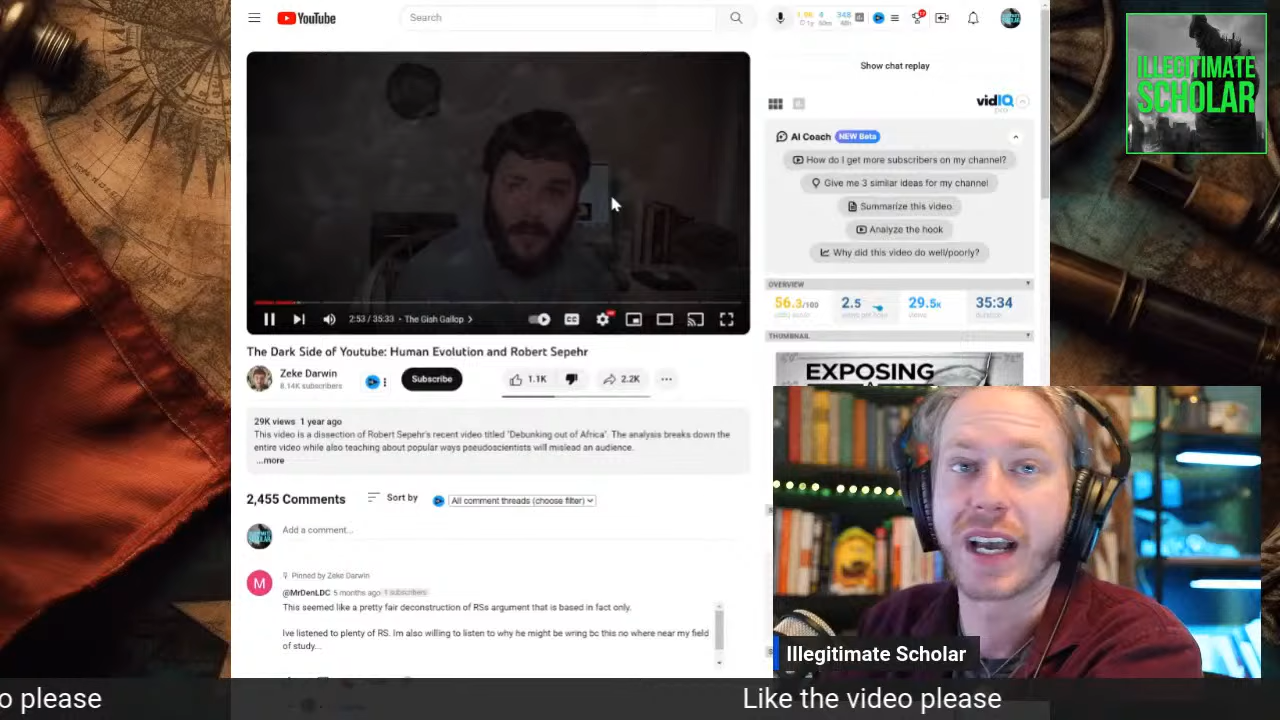 YouTube
Search
348
Show chat replay
vidIQ
AI Coach NEW Beta
How do I get more subscribers on my channel?
Give me 3 similar ideas for my channel
Summarize this video
Analyze the hook
Why did this video do well/poorly?
OVERVIEW
56.3/100
2.5
29.5K
35:34
THUMBNAIL
EXPOSING
2:53 / 35:33 • The Gish Gallop
CC
The Dark Side of Youtube: Human Evolution and Robert Sepehr
Zeke Darwin
8.14K subscribers
Subscribe
1.1K
2.2K
29K views 1 year ago
This video is a dissection of Robert Sepehr's recent video titled "Debunking out of Africa". The analysis breaks down the
entire video while also teaching about popular ways pseudoscientists will mislead an audience.
...more
2,455 Comments
Sort by
All comment threads (choose filter)
Add a comment...
M
Pinned by Zeke Darwin
@MrDenLDC 5 months ago 1 subscribers
This seemed like a pretty fair deconstruction of RSs argument that is based in fact only.
Ive listened to plenty of RS. Im also willing to listen to why he might be wring bc this no where near my field
of study...
ILLEGITIMATE
SCHOLAR
Illegitimate Scholar
o please
Like the video please